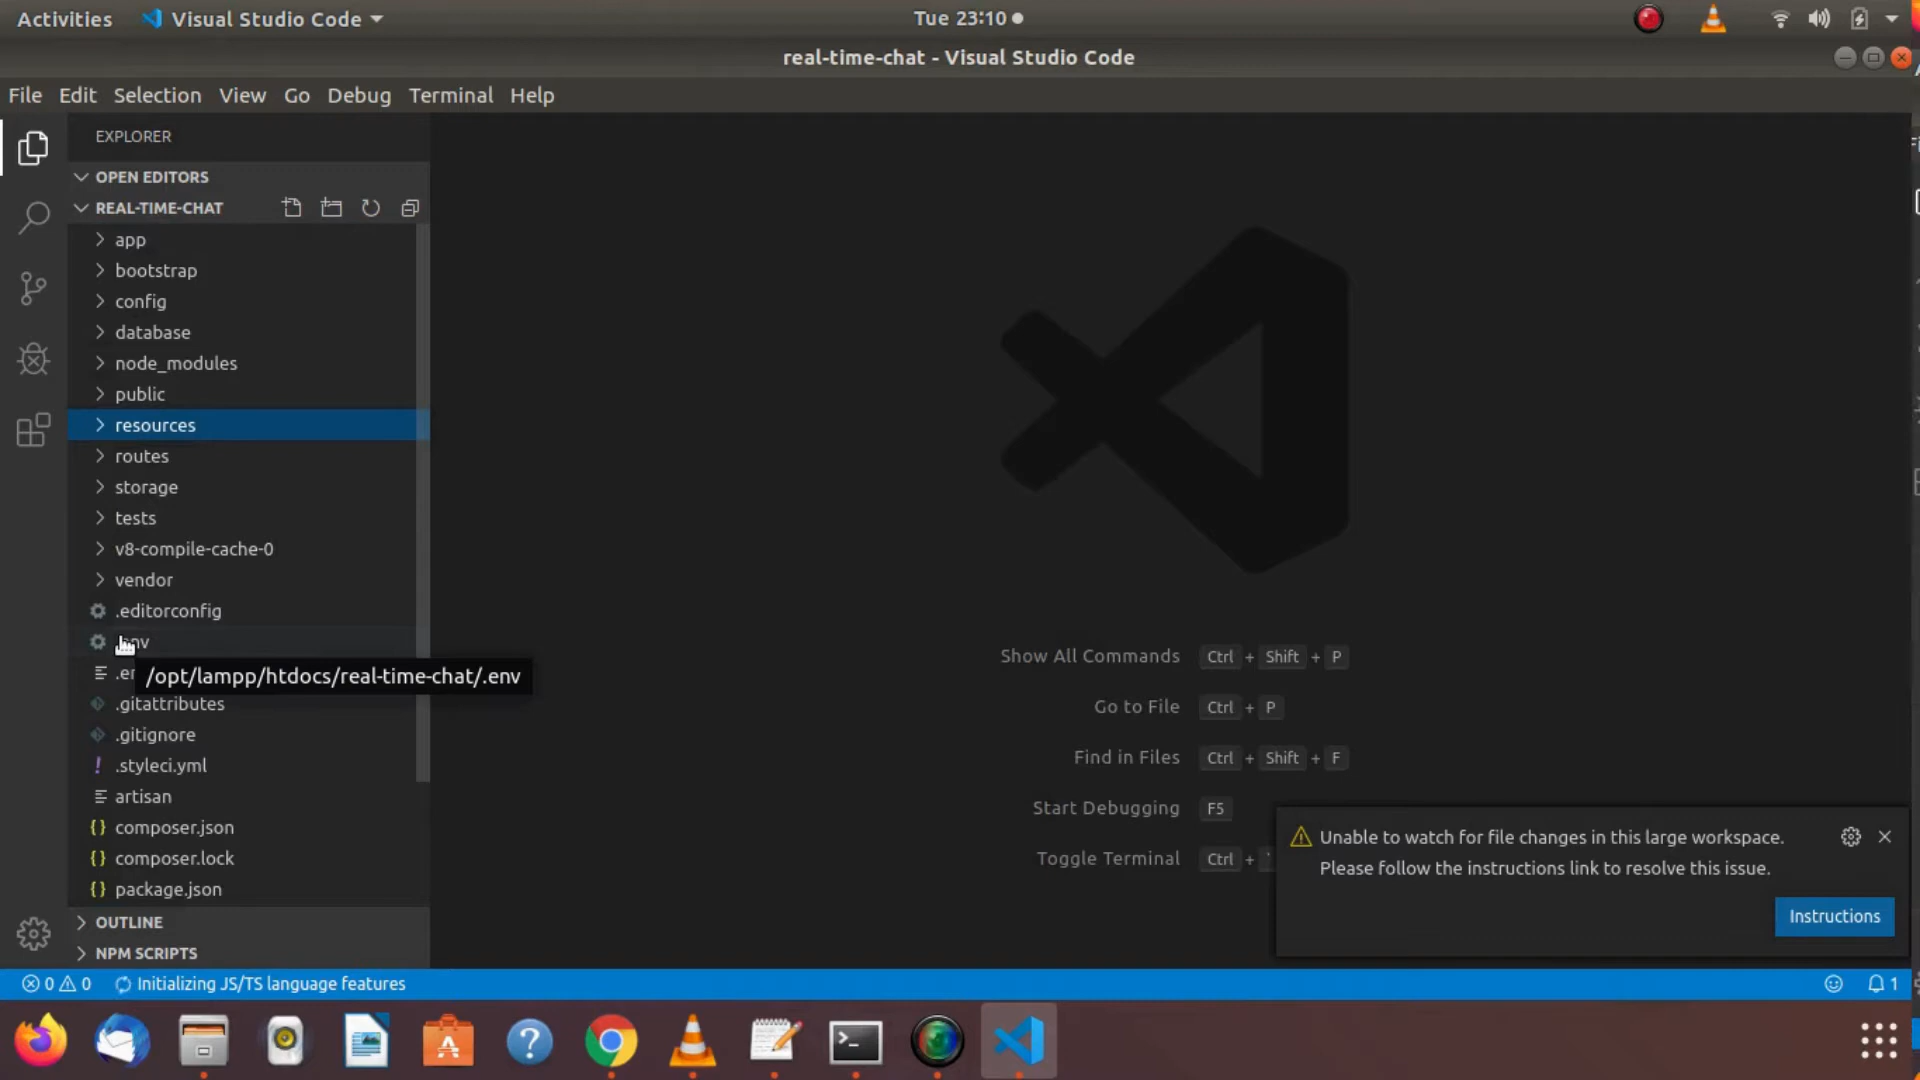 Activities
Visual Studio Code
Tue 23:10
real-time-chat - Visual Studio Code
File Edit Selection View Go Debug Terminal Help
EXPLORER
OPEN EDITORS
REAL-TIME-CHAT
app
bootstrap
config
database
node_modules
public
resources
routes
storage
tests
v8-compile-cache-0
vendor
.editorconfig
/opt/lampp/htdocs/real-time-chat/.env
.gitattributes
.gitignore
! .styleci.yml
artisan
{} composer.json
{} composer.lock
{} package.json
OUTLINE
NPM SCRIPTS
Show All Commands Ctrl + Shift + P
Go to File Ctrl + P
Find in Files Ctrl + Shift + F
Start Debugging F5
Toggle Terminal Ctrl + `
Unable to watch for file changes in this large workspace.
Please follow the instructions link to resolve this issue.
Instructions
0 0 Initializing JS/TS language features
1